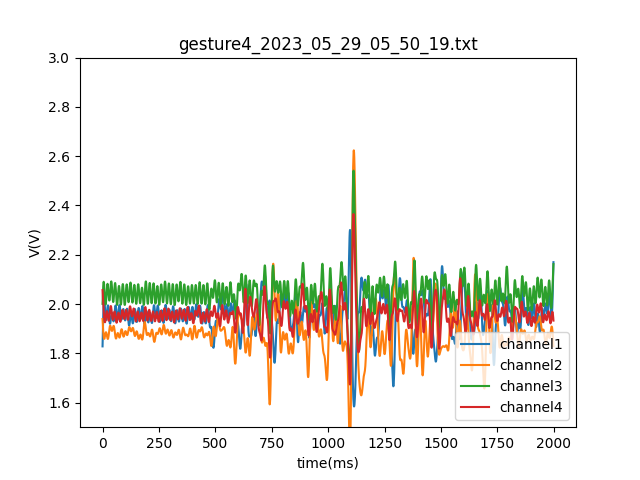 gesture4_2023_05_29_05_50_19.txt
3.0
2.8
2.6
2.4
2.2
2.0
1.8
1.6
V(V)
channel1
channel2
channel3
channel4
0 250 500 750 1000 1250 1500 1750 2000
time(ms)